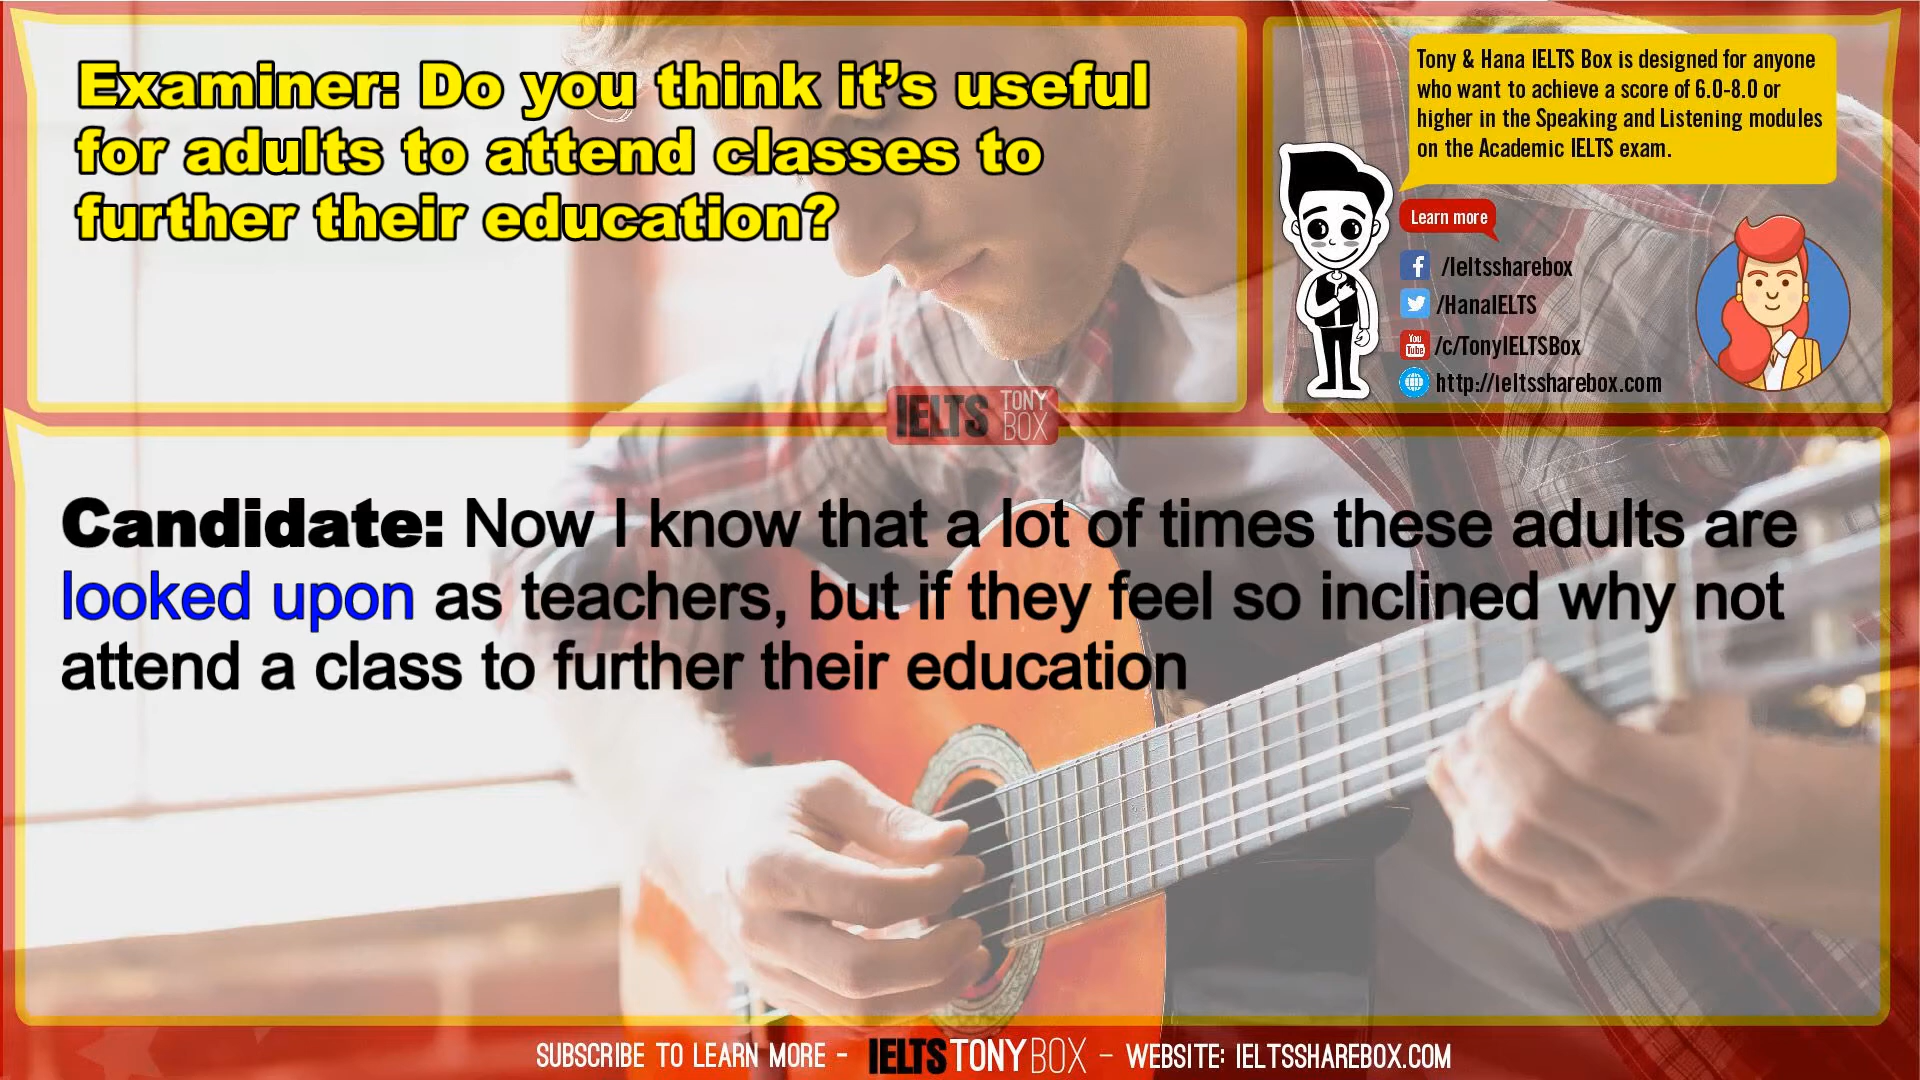 Examiner: Do you think it's useful
for adults to attend classes to
further their education?
Tony & Hana IELTS Box is designed for anyone
who want to achieve a score of 6.0-8.0 or
higher in the Speaking and Listening modules
on the Academic IELTS exam.
Learn more
f /Ieltssharebox
/HanaIELTS
You Tube /c/TonyIELTSBox
http://ieltssharebox.com
IELTS TONY BOX
Candidate: Now I know that a lot of times these adults are
looked upon as teachers, but if they feel so inclined why not
attend a class to further their education
SUBSCRIBE TO LEARN MORE - IELTS TONY BOX - WEBSITE: IELTSSHAREBOX.COM